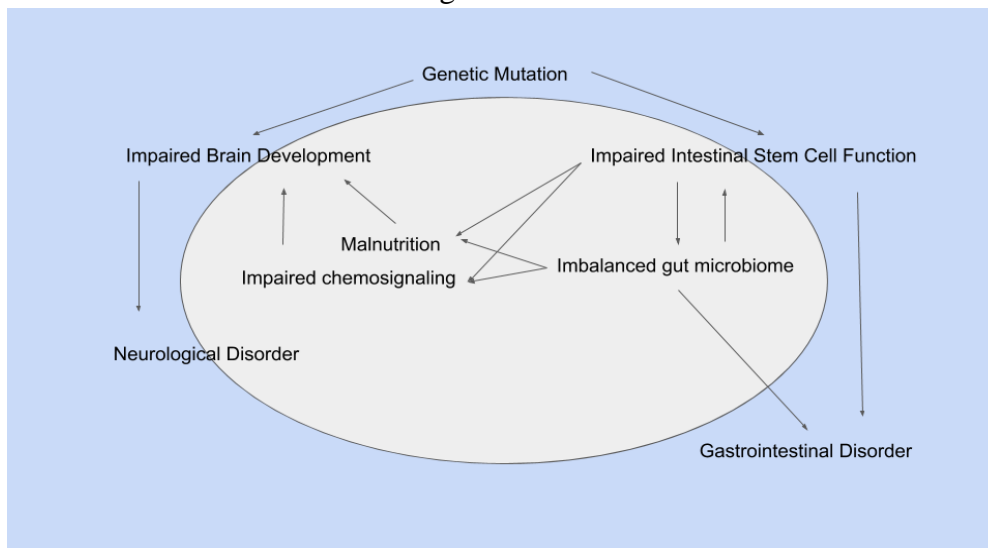 Genetic Mutation
Impaired Brain Development
Impaired Intestinal Stem Cell Function
Malnutrition
Impaired chemosignaling
Imbalanced gut microbiome
Neurological Disorder
Gastrointestinal Disorder